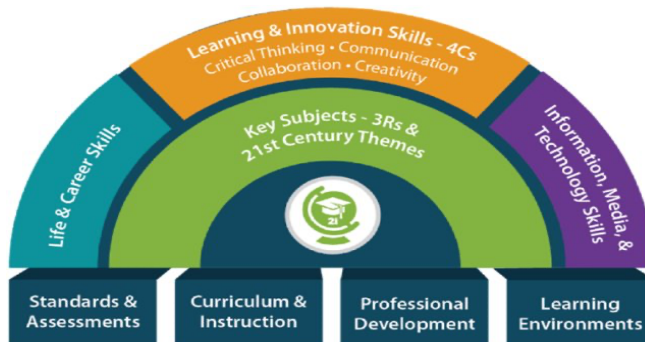 Learning & Innovation Skills - 4Cs
Critical Thinking • Communication
Collaboration • Creativity
Life & Career Skills
Key Subjects - 3Rs &
21st Century Themes
Information, Media, &
Technology Skills
21
Standards &
Assessments
Curriculum &
Instruction
Professional
Development
Learning
Environments